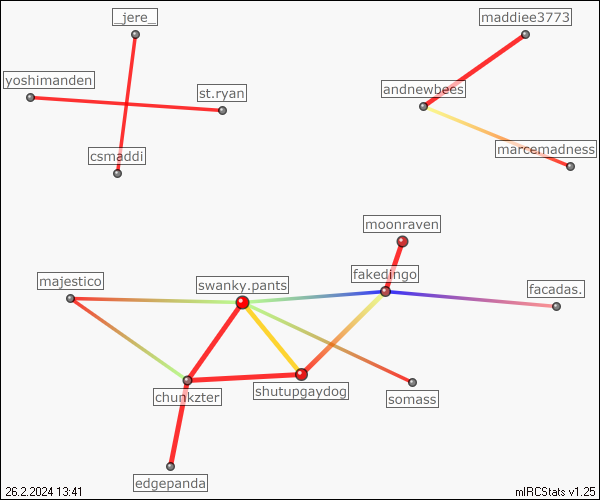 _jere_
maddiee3773
yoshimanden
st.ryan
andnewbees
csmaddi
marcemadness
moonraven
majestico
swanky.pants
fakedingo
facadas.
chunkzter
shutupgaydog
somass
edgepanda
26.2.2024 13:41
mIRCStats v1.25